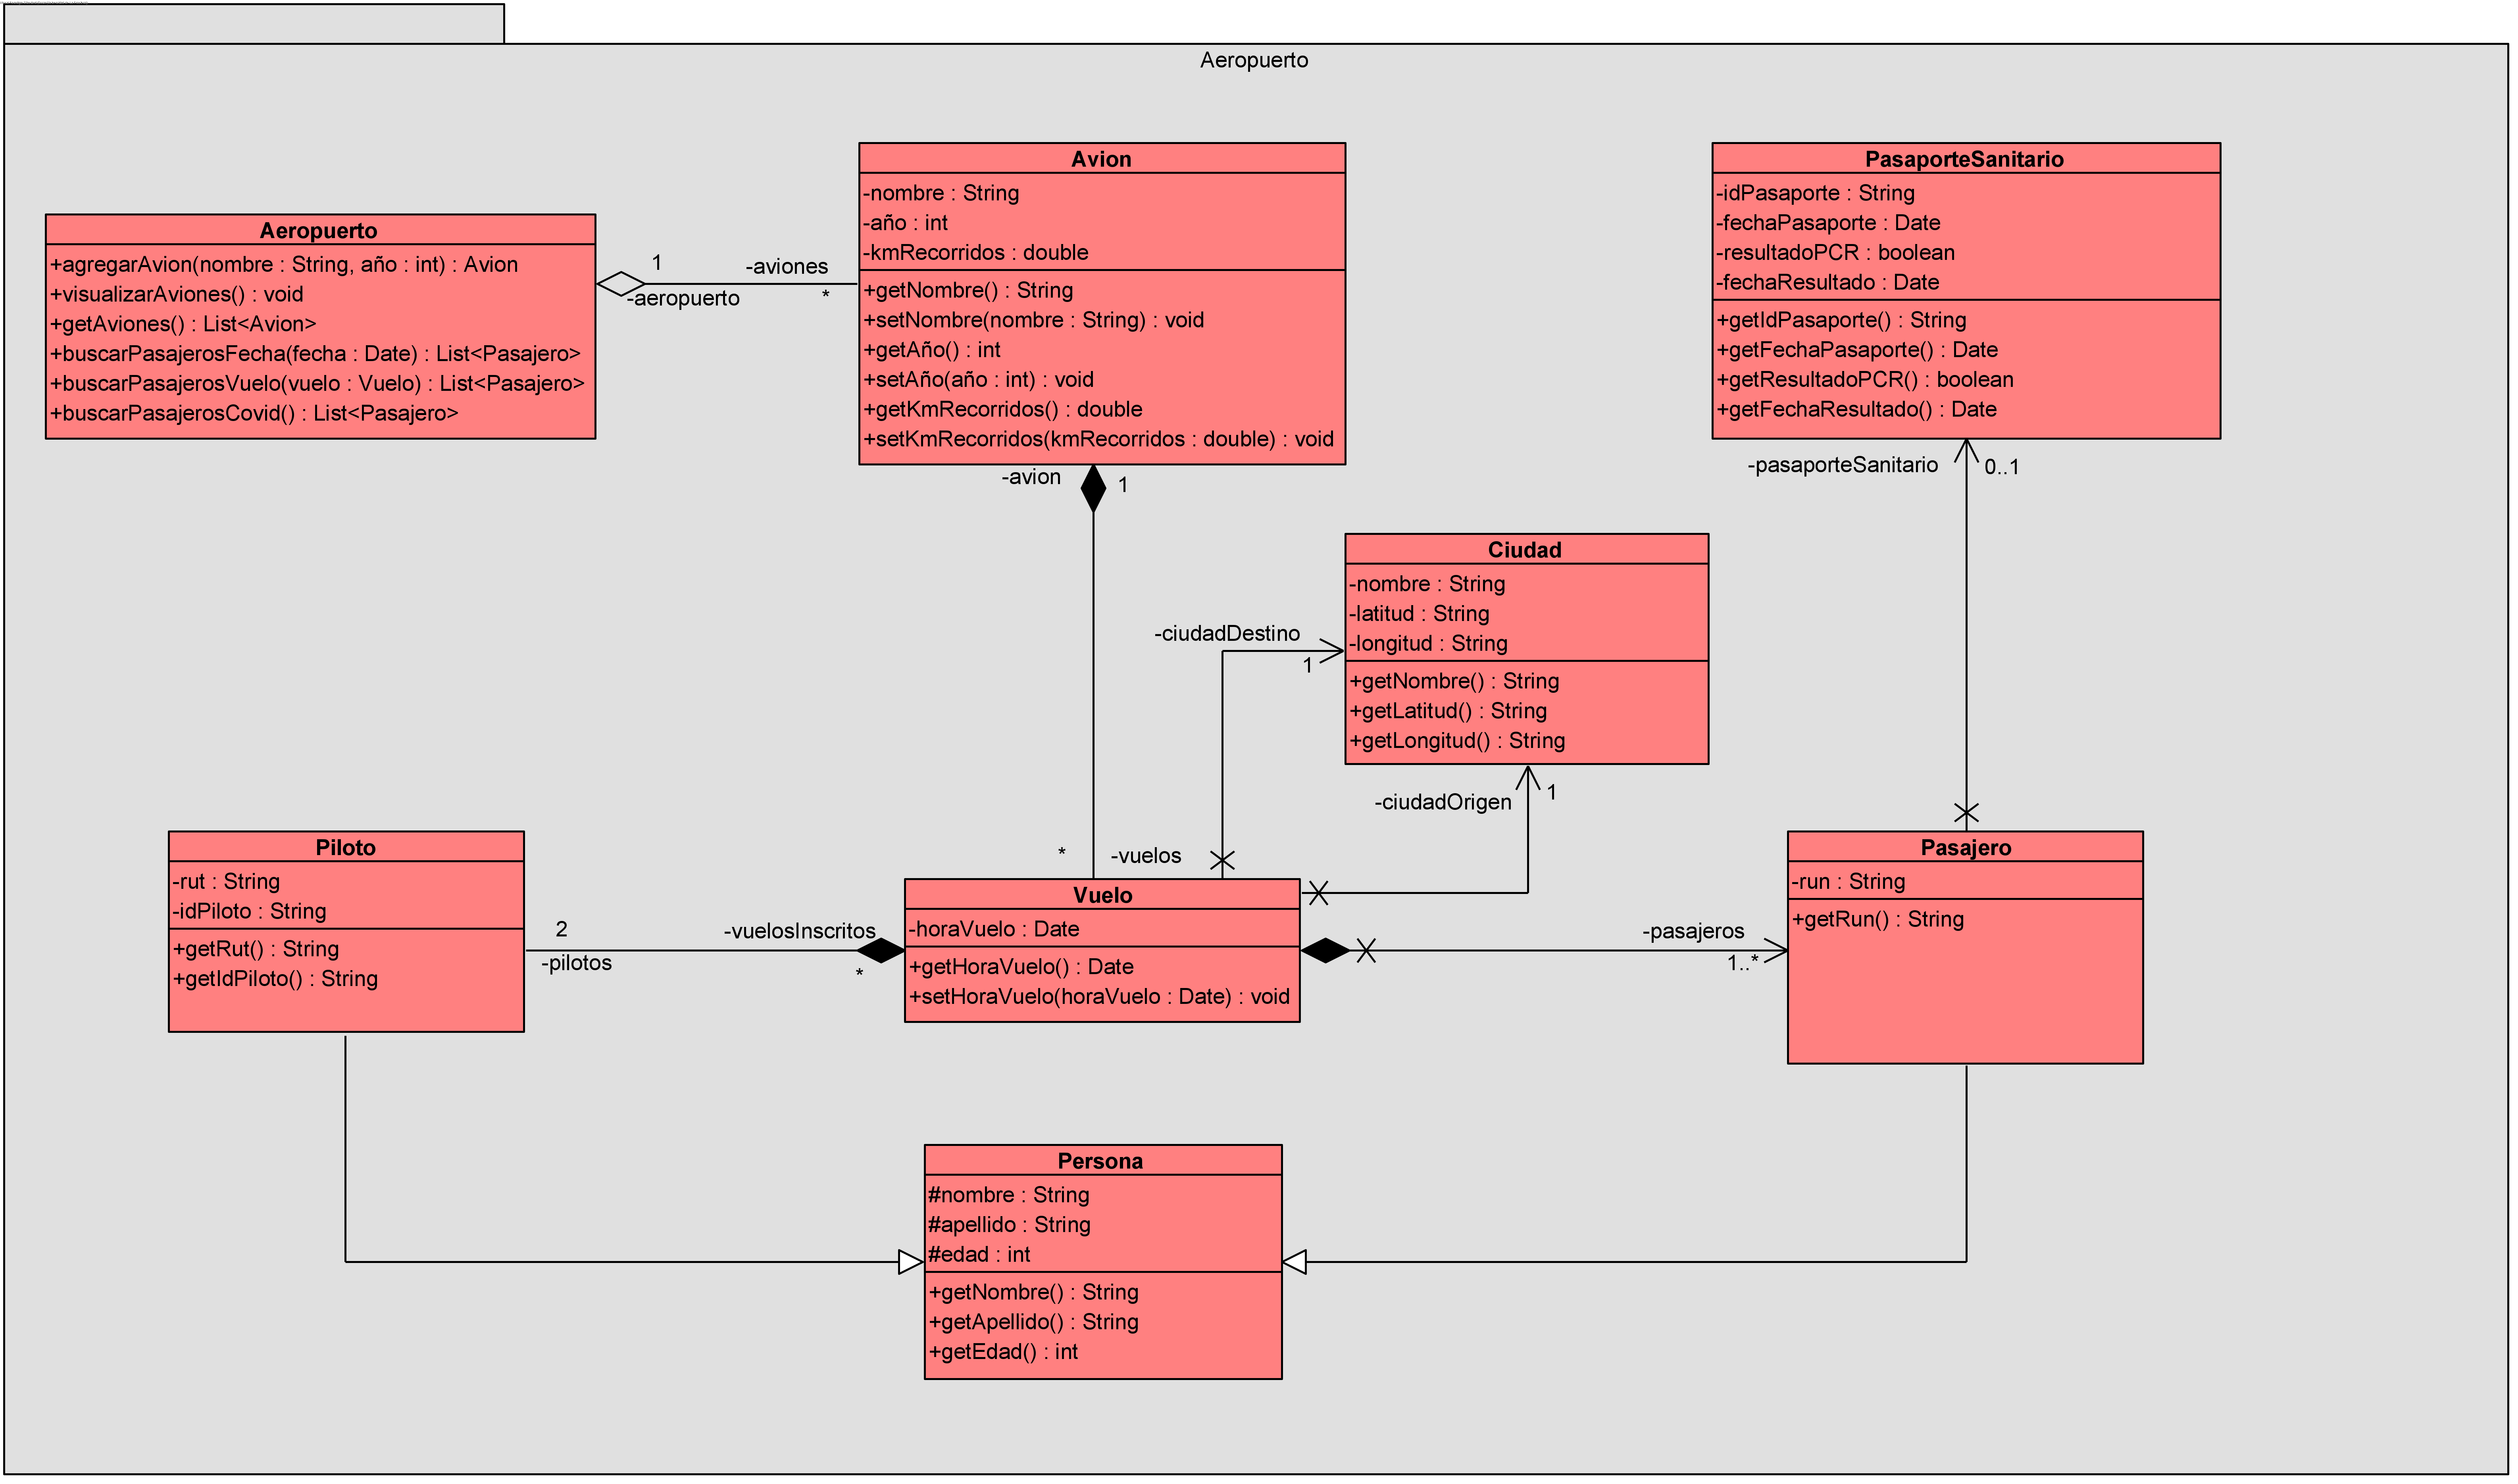 Aeropuerto
Aeropuerto
+agregarAvion(nombre : String, año : int) : Avion
+visualizarAviones() : void
+getAviones() : List<Avion>
+buscarPasajerosFecha(fecha : Date) : List<Pasajero>
+buscarPasajerosVuelo(vuelo : Vuelo) : List<Pasajero>
+buscarPasajerosCovid() : List<Pasajero>
1
-aeropuerto
-aviones
*
Avion
-nombre : String
-año : int
-kmRecorridos : double
+getNombre() : String
+setNombre(nombre : String) : void
+getAño() : int
+setAño(año : int) : void
+getKmRecorridos() : double
+setKmRecorridos(kmRecorridos : double) : void
-avion
1
PasaporteSanitario
-idPasaporte : String
-fechaPasaporte : Date
-resultadoPCR : boolean
-fechaResultado : Date
+getIdPasaporte() : String
+getFechaPasaporte() : Date
+getResultadoPCR() : boolean
+getFechaResultado() : Date
-pasaporteSanitario
0..1
Ciudad
-nombre : String
-latitud : String
-longitud : String
+getNombre() : String
+getLatitud() : String
+getLongitud() : String
-ciudadDestino
1
-ciudadOrigen
1
*
-vuelos
Piloto
-rut : String
-idPiloto : String
+getRut() : String
+getIdPiloto() : String
2
-pilotos
-vuelosInscritos
*
Vuelo
-horaVuelo : Date
+getHoraVuelo() : Date
+setHoraVuelo(horaVuelo : Date) : void
-pasajeros
1..*
Pasajero
-run : String
+getRun() : String
Persona
#nombre : String
#apellido : String
#edad : int
+getNombre() : String
+getApellido() : String
+getEdad() : int